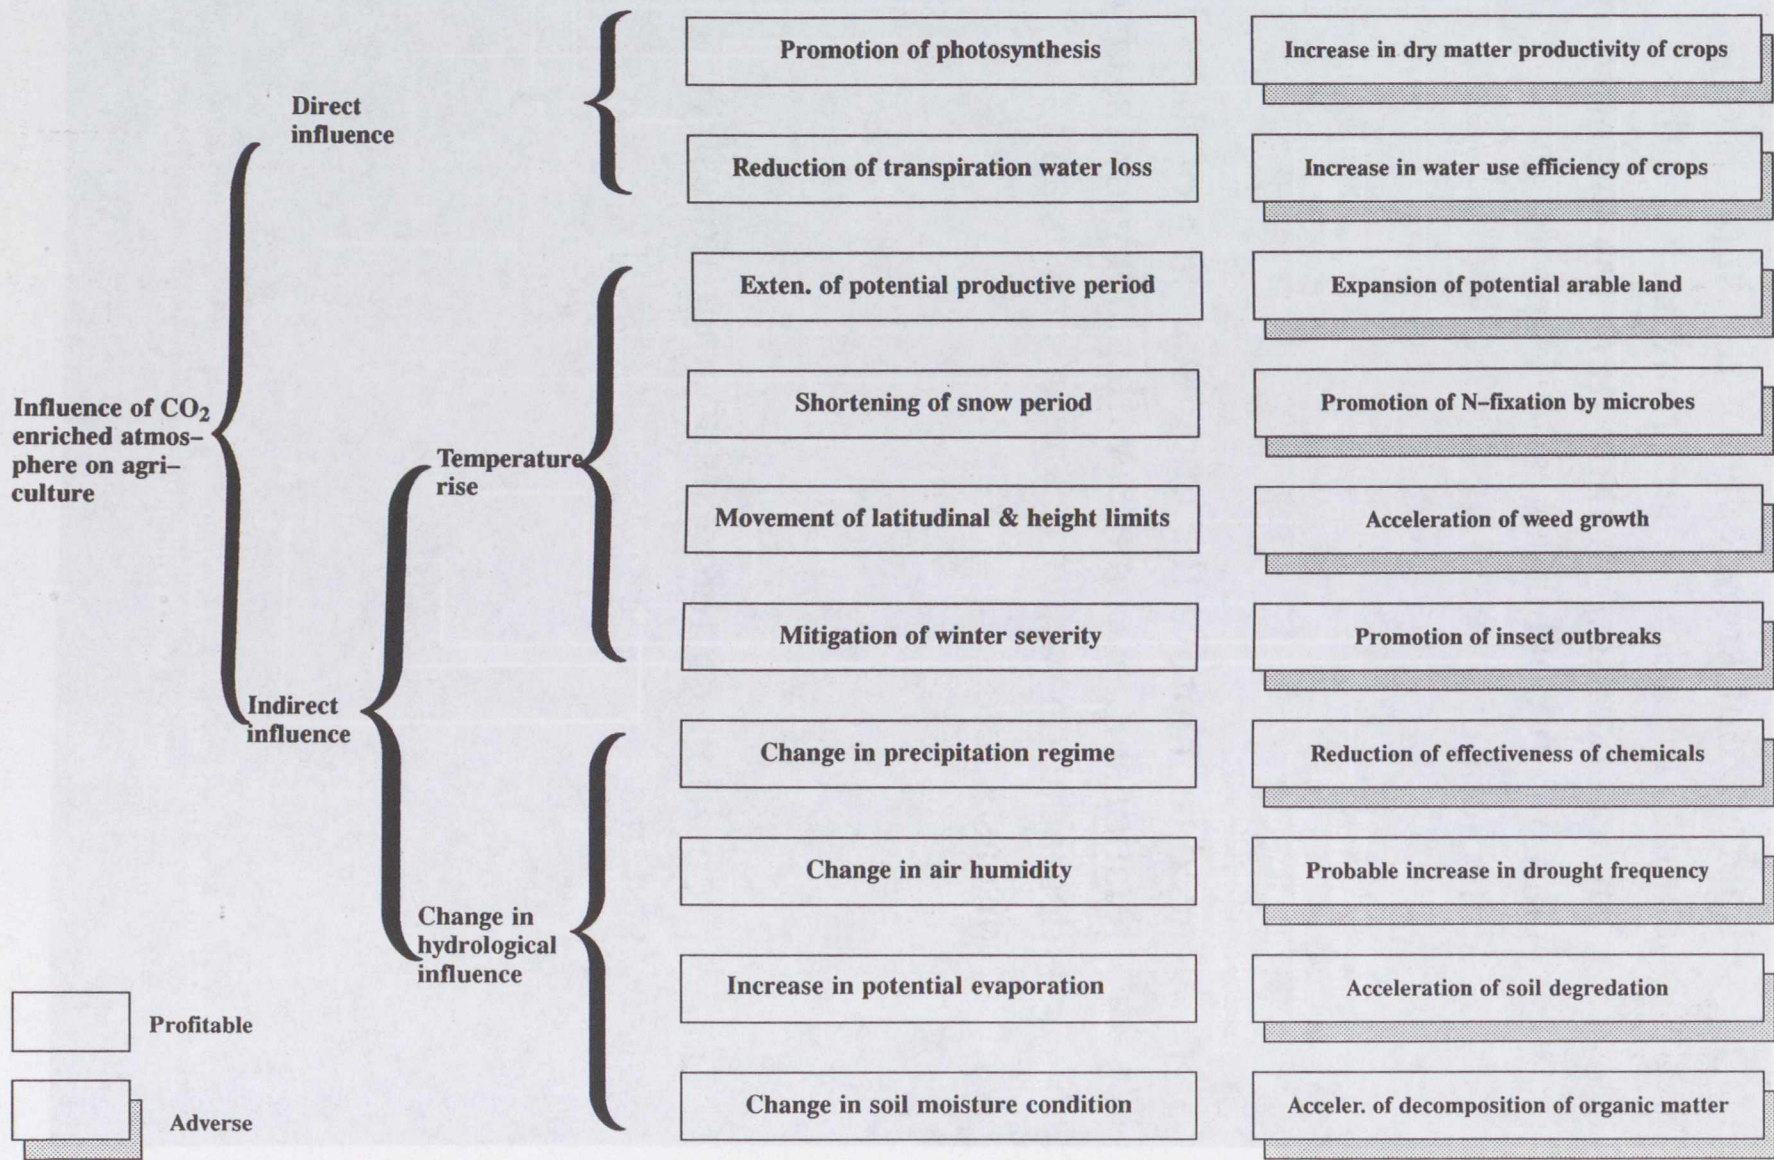 Promotion of photosynthesis
Increase in dry matter productivity of crops
Direct
influence
Reduction of transpiration water loss
Increase in water use efficiency of crops
Exten. of potential productive period
Expansion of potential arable land
Influence of CO₂
enriched atmos–
phere on agri–
culture
Shortening of snow period
Promotion of N–fixation by microbes
Temperature
rise
Movement of latitudinal & height limits
Acceleration of weed growth
Mitigation of winter severity
Promotion of insect outbreaks
Indirect
influence
Change in precipitation regime
Reduction of effectiveness of chemicals
Change in air humidity
Probable increase in drought frequency
Change in
hydrological
influence
Increase in potential evaporation
Acceleration of soil degredation
Profitable
Change in soil moisture condition
Acceler. of decomposition of organic matter
Adverse